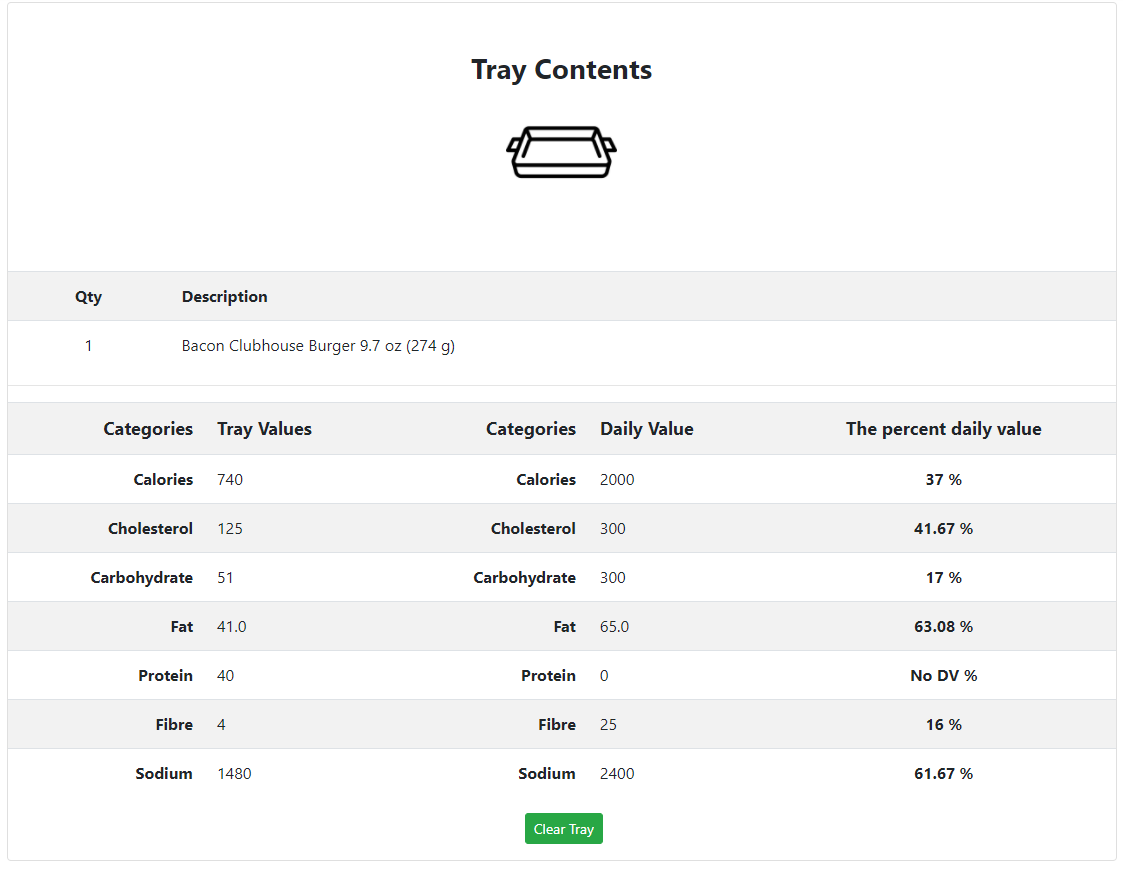 Tray Contents
Qty Description
1 Bacon Clubhouse Burger 9.7 oz (274 g)
Categories Tray Values Categories Daily Value The percent daily value
Calories 740 Calories 2000 37 %
Cholesterol 125 Cholesterol 300 41.67 %
Carbohydrate 51 Carbohydrate 300 17 %
Fat 41.0 Fat 65.0 63.08 %
Protein 40 Protein 0 No DV %
Fibre 4 Fibre 25 16 %
Sodium 1480 Sodium 2400 61.67 %
Clear Tray